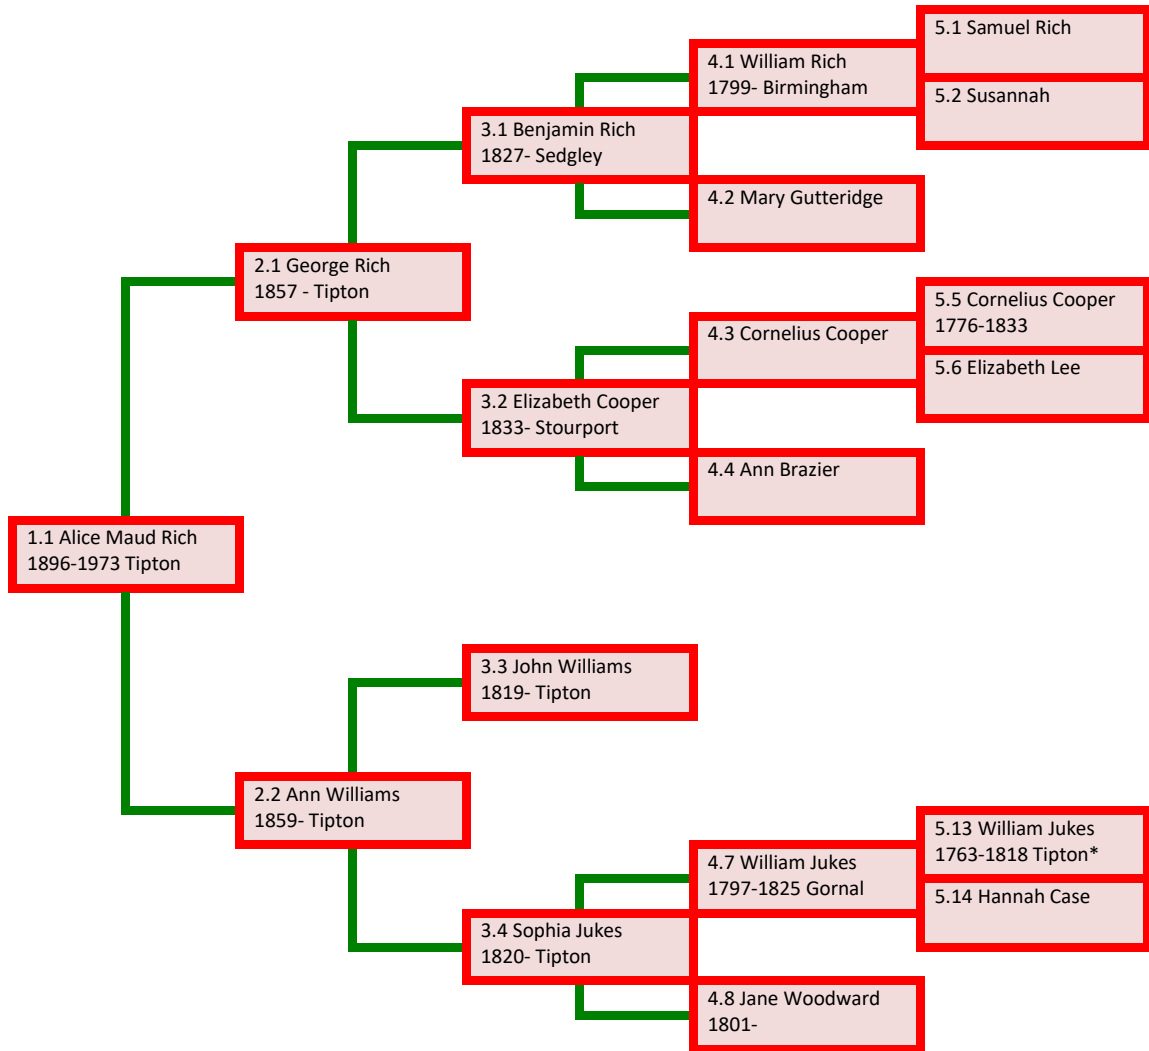 5.1 Samuel Rich
4.1 William Rich
1799- Birmingham
5.2 Susannah
3.1 Benjamin Rich
1827- Sedgley
4.2 Mary Gutteridge
2.1 George Rich
1857 - Tipton
5.5 Cornelius Cooper
1776-1833
4.3 Cornelius Cooper
5.6 Elizabeth Lee
3.2 Elizabeth Cooper
1833- Stourport
4.4 Ann Brazier
1.1 Alice Maud Rich
1896-1973 Tipton
3.3 John Williams
1819- Tipton
2.2 Ann Williams
1859- Tipton
5.13 William Jukes
1763-1818 Tipton*
4.7 William Jukes
1797-1825 Gornal
5.14 Hannah Case
3.4 Sophia Jukes
1820- Tipton
4.8 Jane Woodward
1801-